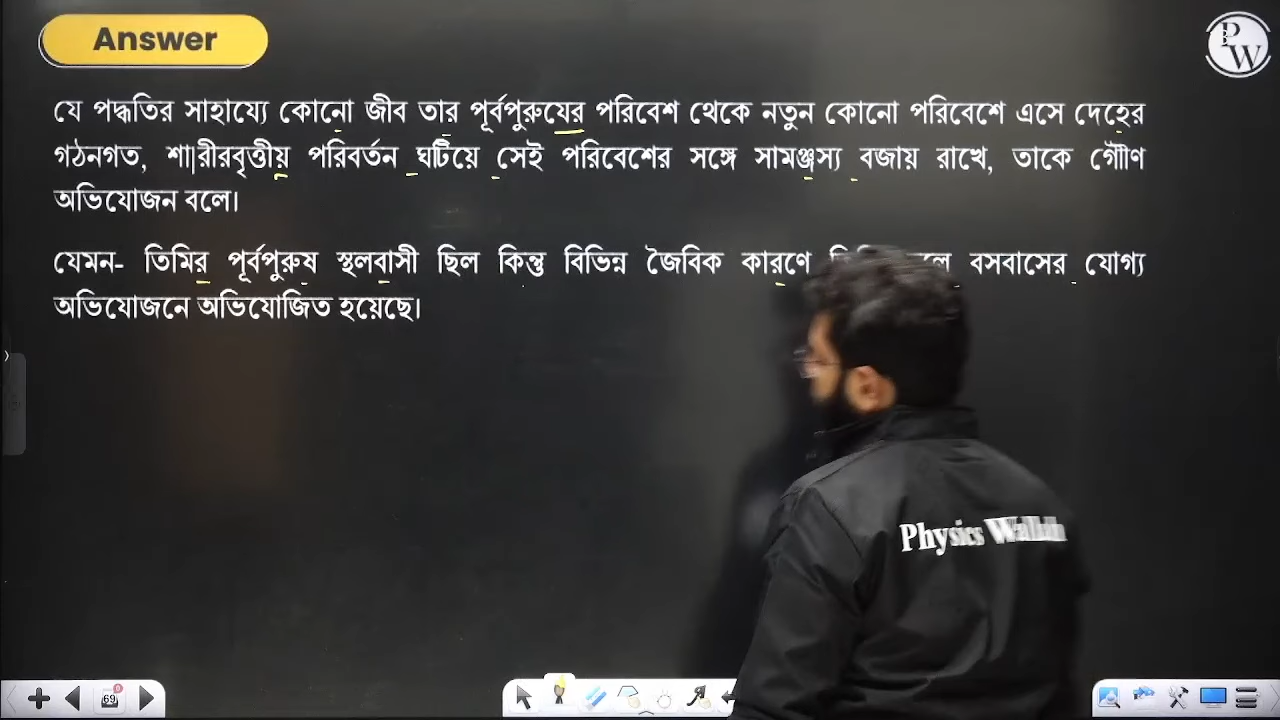 Answer
PW
যে পদ্ধতির সাহায্যে কোনো জীব তার পূর্বপুরুষের পরিবেশ থেকে নতুন কোনো পরিবেশে এসে দেহের
গঠনগত, শারীরবৃত্তীয় পরিবর্তন ঘটিয়ে সেই পরিবেশের সঙ্গে সামঞ্জস্য বজায় রাখে, তাকে গৌণ
অভিযোজন বলে।
যেমন- তিমির পূর্বপুরুষ স্থলবাসী ছিল কিন্তু বিভিন্ন জৈবিক কারণে বসবাসের যোগ্য
অভিযোজনে অভিযোজিত হয়েছে।
Physics Wallah
69